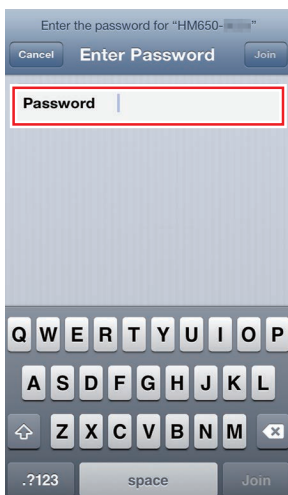 Enter the password for "HM650-
Cancel Enter Password Join
Password
Q W E R T Y U I O P
A S D F G H J K L
Z X C V B N M
.?123 space Join